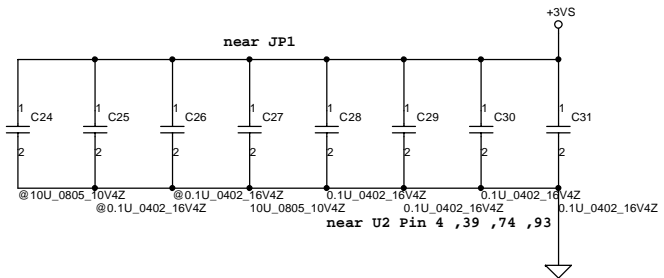 +3VS
near JP1
1 1 1 1 1 1 1 1
C24 C25 C26 C27 C28 C29 C30 C31
2 2 2 2 2 2 2 2
@10U_0805_10V4Z @0.1U_0402_16V4Z 0.1U_0402_16V4Z 0.1U_0402_16V4Z
@0.1U_0402_16V4Z 10U_0805_10V4Z 0.1U_0402_16V4Z 0.1U_0402_16V4Z
near U2 Pin 4 ,39 ,74 ,93